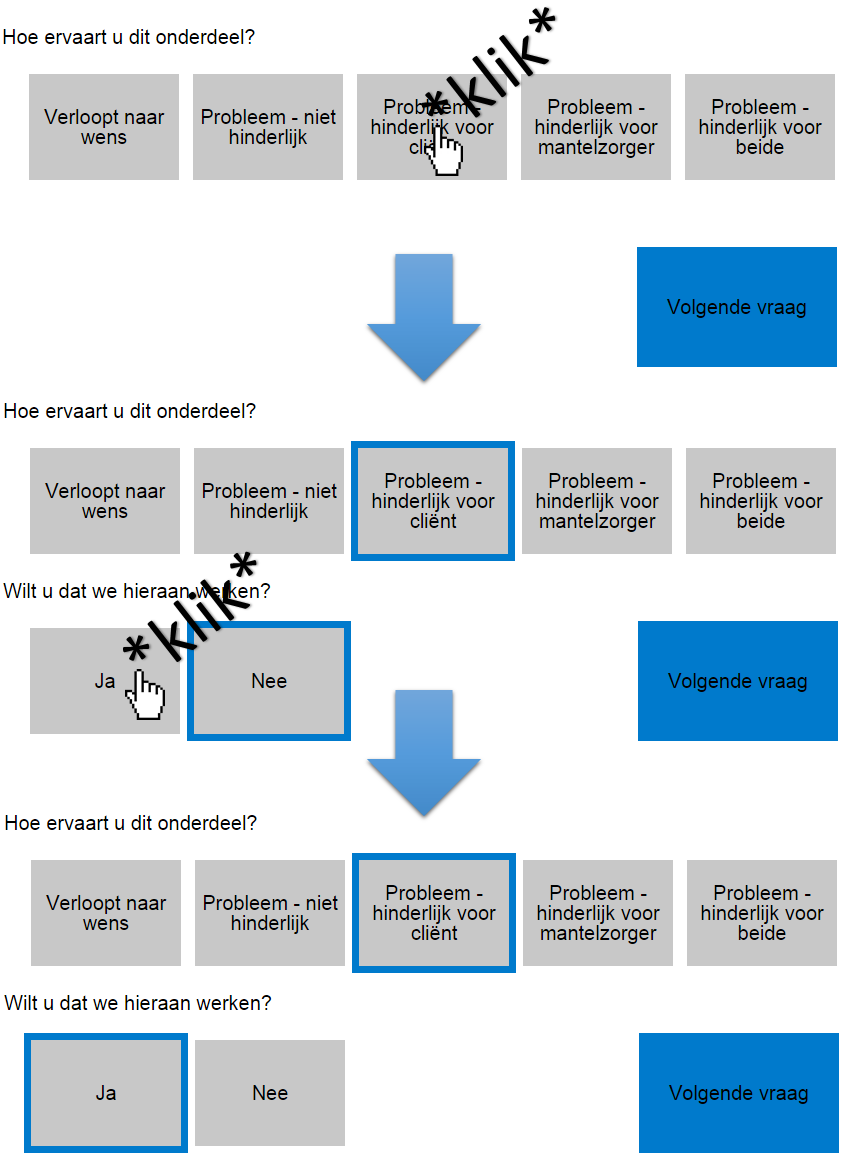 Hoe ervaart u dit onderdeel?
*klik*
Verloopt naar
wens
Probleem - niet
hinderlijk
Probleem -
hinderlijk voor
cliënt
Probleem -
hinderlijk voor
mantelzorger
Probleem -
hinderlijk voor
beide
Volgende vraag
Hoe ervaart u dit onderdeel?
Verloopt naar
wens
Probleem - niet
hinderlijk
Probleem -
hinderlijk voor
cliënt
Probleem -
hinderlijk voor
mantelzorger
Probleem -
hinderlijk voor
beide
Wilt u dat we hieraan werken?
*klik*
Ja
Nee
Volgende vraag
Hoe ervaart u dit onderdeel?
Verloopt naar
wens
Probleem - niet
hinderlijk
Probleem -
hinderlijk voor
cliënt
Probleem -
hinderlijk voor
mantelzorger
Probleem -
hinderlijk voor
beide
Wilt u dat we hieraan werken?
Ja
Nee
Volgende vraag